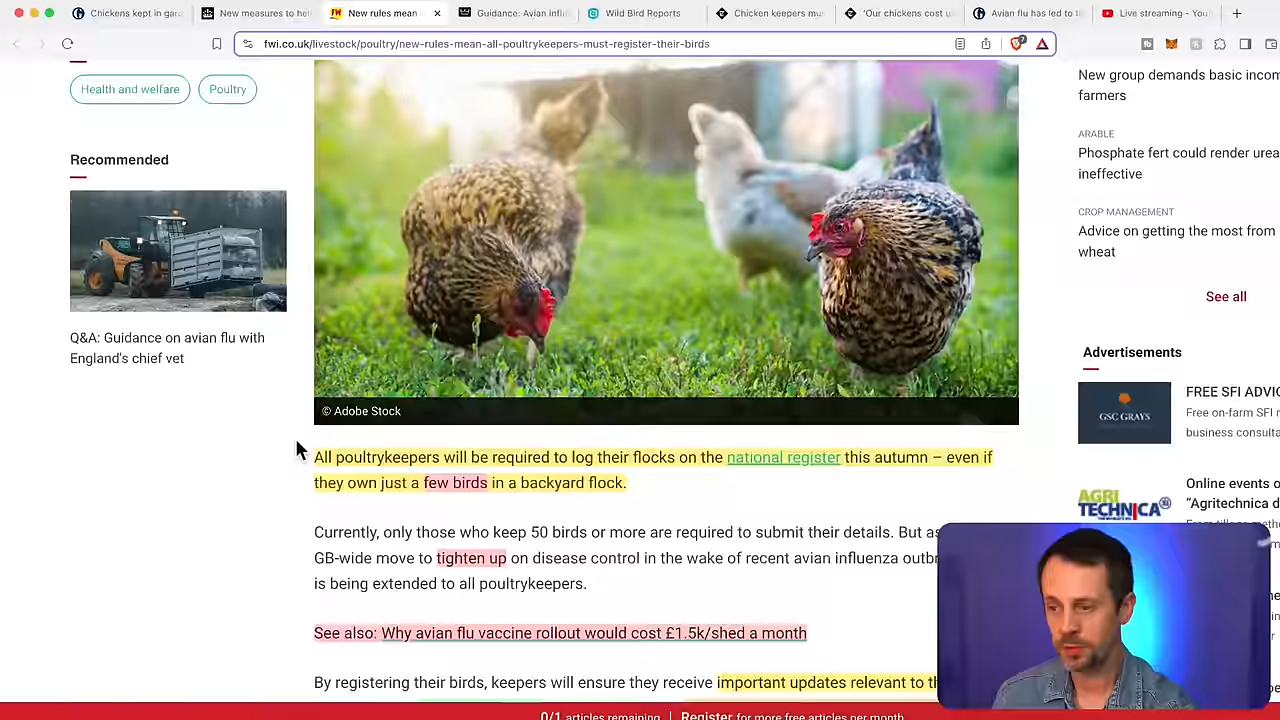 Chickens kept in gard
New measures to he
New rules mean
Guidance: Avian influ
Wild Bird Reports
Chicken keepers mus
'Our chickens cost u
Avian flu has led to t
Live streaming - You
fwi.co.uk/livestock/poultry/new-rules-mean-all-poultrykeepers-must-register-their-birds
7
Health and welfare
Poultry
Recommended
Q&A: Guidance on avian flu with
England's chief vet
© Adobe Stock
All poultrykeepers will be required to log their flocks on the national register this autumn – even if
they own just a few birds in a backyard flock.
Currently, only those who keep 50 birds or more are required to submit their details. But as
GB-wide move to tighten up on disease control in the wake of recent avian influenza outbr
is being extended to all poultrykeepers.
See also: Why avian flu vaccine rollout would cost £1.5k/shed a month
By registering their birds, keepers will ensure they receive important updates relevant to th
New group demands basic incom
farmers
ARABLE
Phosphate fert could render urea
ineffective
CROP MANAGEMENT
Advice on getting the most from
wheat
See all
Advertisements
GSC GRAYS
FREE SFI ADVIC
Free on-farm SFI r
business consulta
AGRI
TECHNICA
Online events o
"Agritechnica d
0/1 articles remaining | Register for more free articles per month